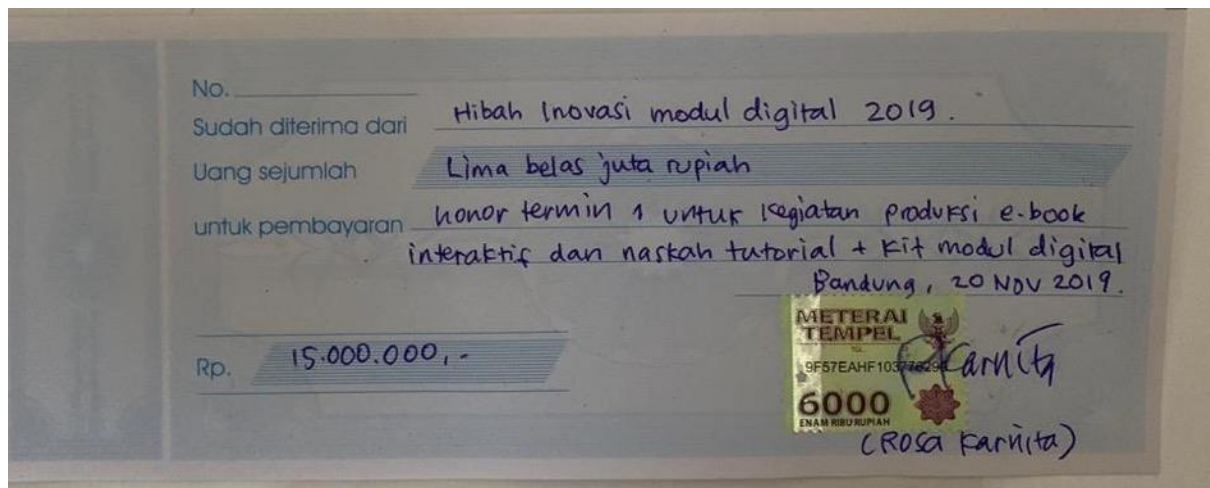 No.
Sudah diterima dari Hibah Inovasi modul digital 2019.
Uang sejumlah Lima belas juta rupiah
untuk pembayaran honor termin 1 untuk kegiatan produksi e-book
interaktif dan naskah tutorial + kit modul digital
Bandung, 20 NOV 2019.
METERAI
TEMPEL
Rp. 15.000.000,-
6000
ENAM RIBU RUPIAH
(Rosa Karnita)